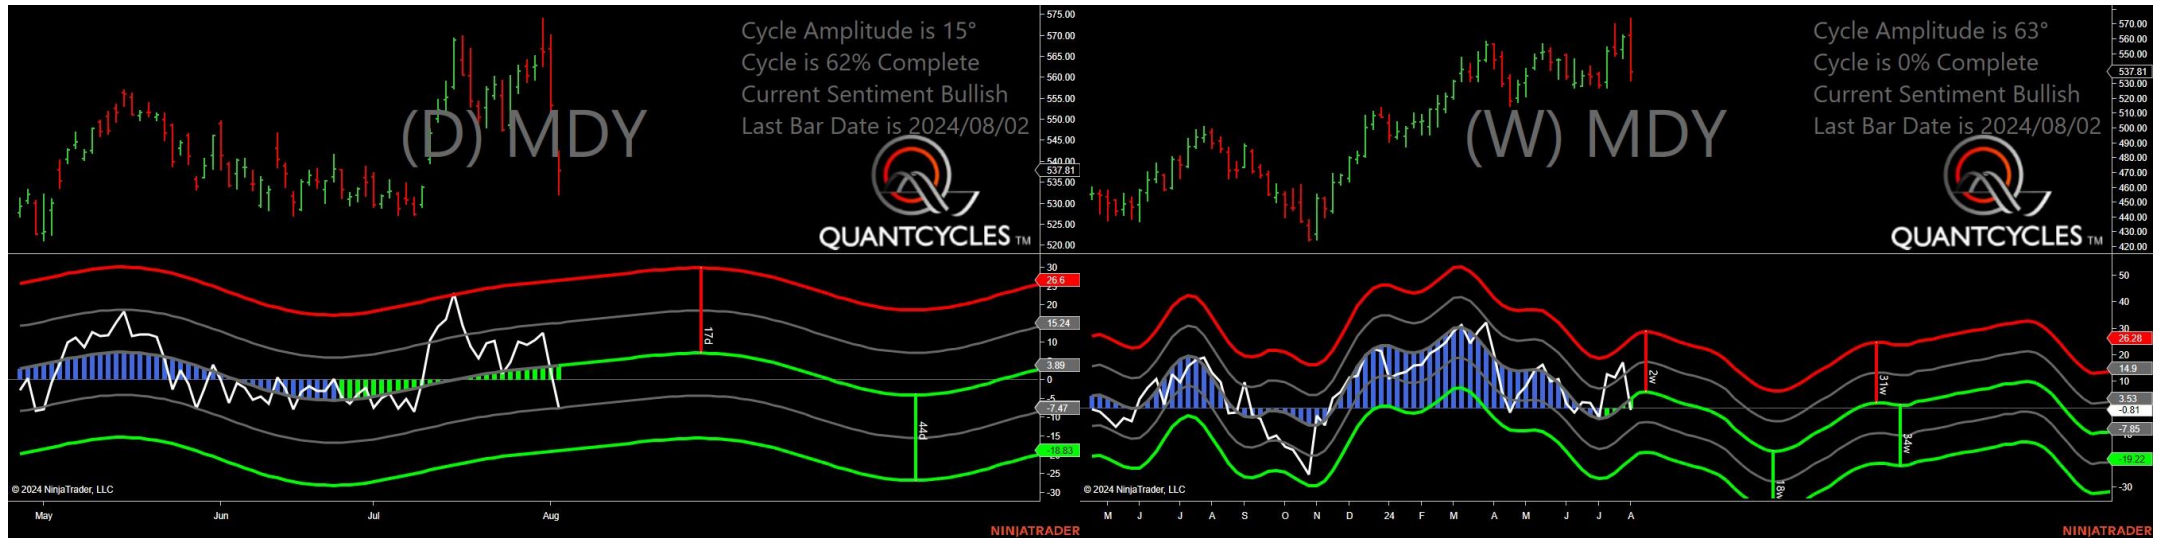 Cycle Amplitude is 15°
Cycle is 62% Complete
Current Sentiment Bullish
Last Bar Date is 2024/08/02
(D) MDY
QUANTCYCLES TM
575.00
570.00
565.00
560.00
555.00
550.00
545.00
540.00
537.81
535.00
530.00
525.00
520.00
30
26.6
20
15.24
10
5
3.89
0
-5
-7.47
-10
-15
-18.83
-25
-30
17d
44d
© 2024 NinjaTrader, LLC
May
Jun
Jul
Aug
NINJATRADER
Cycle Amplitude is 63°
Cycle is 0% Complete
Current Sentiment Bullish
Last Bar Date is 2024/08/02
(W) MDY
QUANTCYCLES TM
570.00
560.00
550.00
537.81
530.00
520.00
510.00
500.00
490.00
480.00
470.00
460.00
450.00
440.00
430.00
420.00
50
40
30
26.28
20
14.9
10
3.53
-0.81
-7.85
-19.22
-30
2w
18w
31w
34w
© 2024 NinjaTrader, LLC
M
J
J
A
S
O
N
D
24
F
M
A
M
J
J
A
NINJATRADER